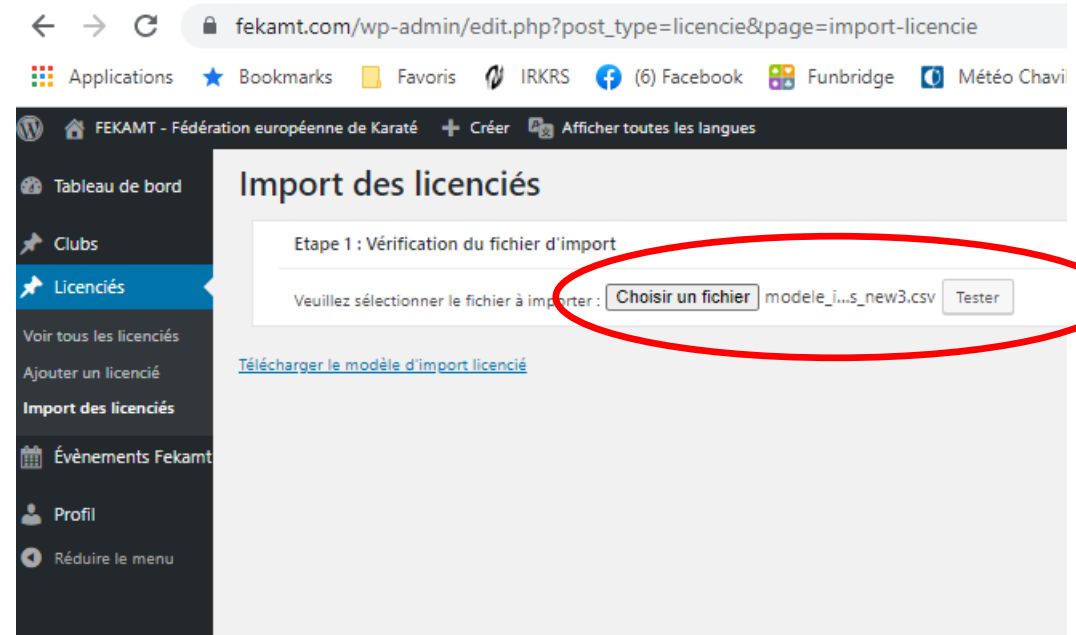 fekamt.com/wp-admin/edit.php?post_type=licencie&page=import-licencie
Applications Bookmarks Favoris IRKRS (6) Facebook Funbridge Météo Chavi
FEKAMT - Fédération européenne de Karaté + Créer Afficher toutes les langues
Tableau de bord
Clubs
Licenciés
Voir tous les licenciés
Ajouter un licencié
Import des licenciés
Évènements Fekamt
Profil
Réduire le menu
Import des licenciés
Etape 1 : Vérification du fichier d'import
Veuillez sélectionner le fichier à importer : Choisir un fichier modele_i...s_new3.csv Tester
Télécharger le modèle d'import licencié